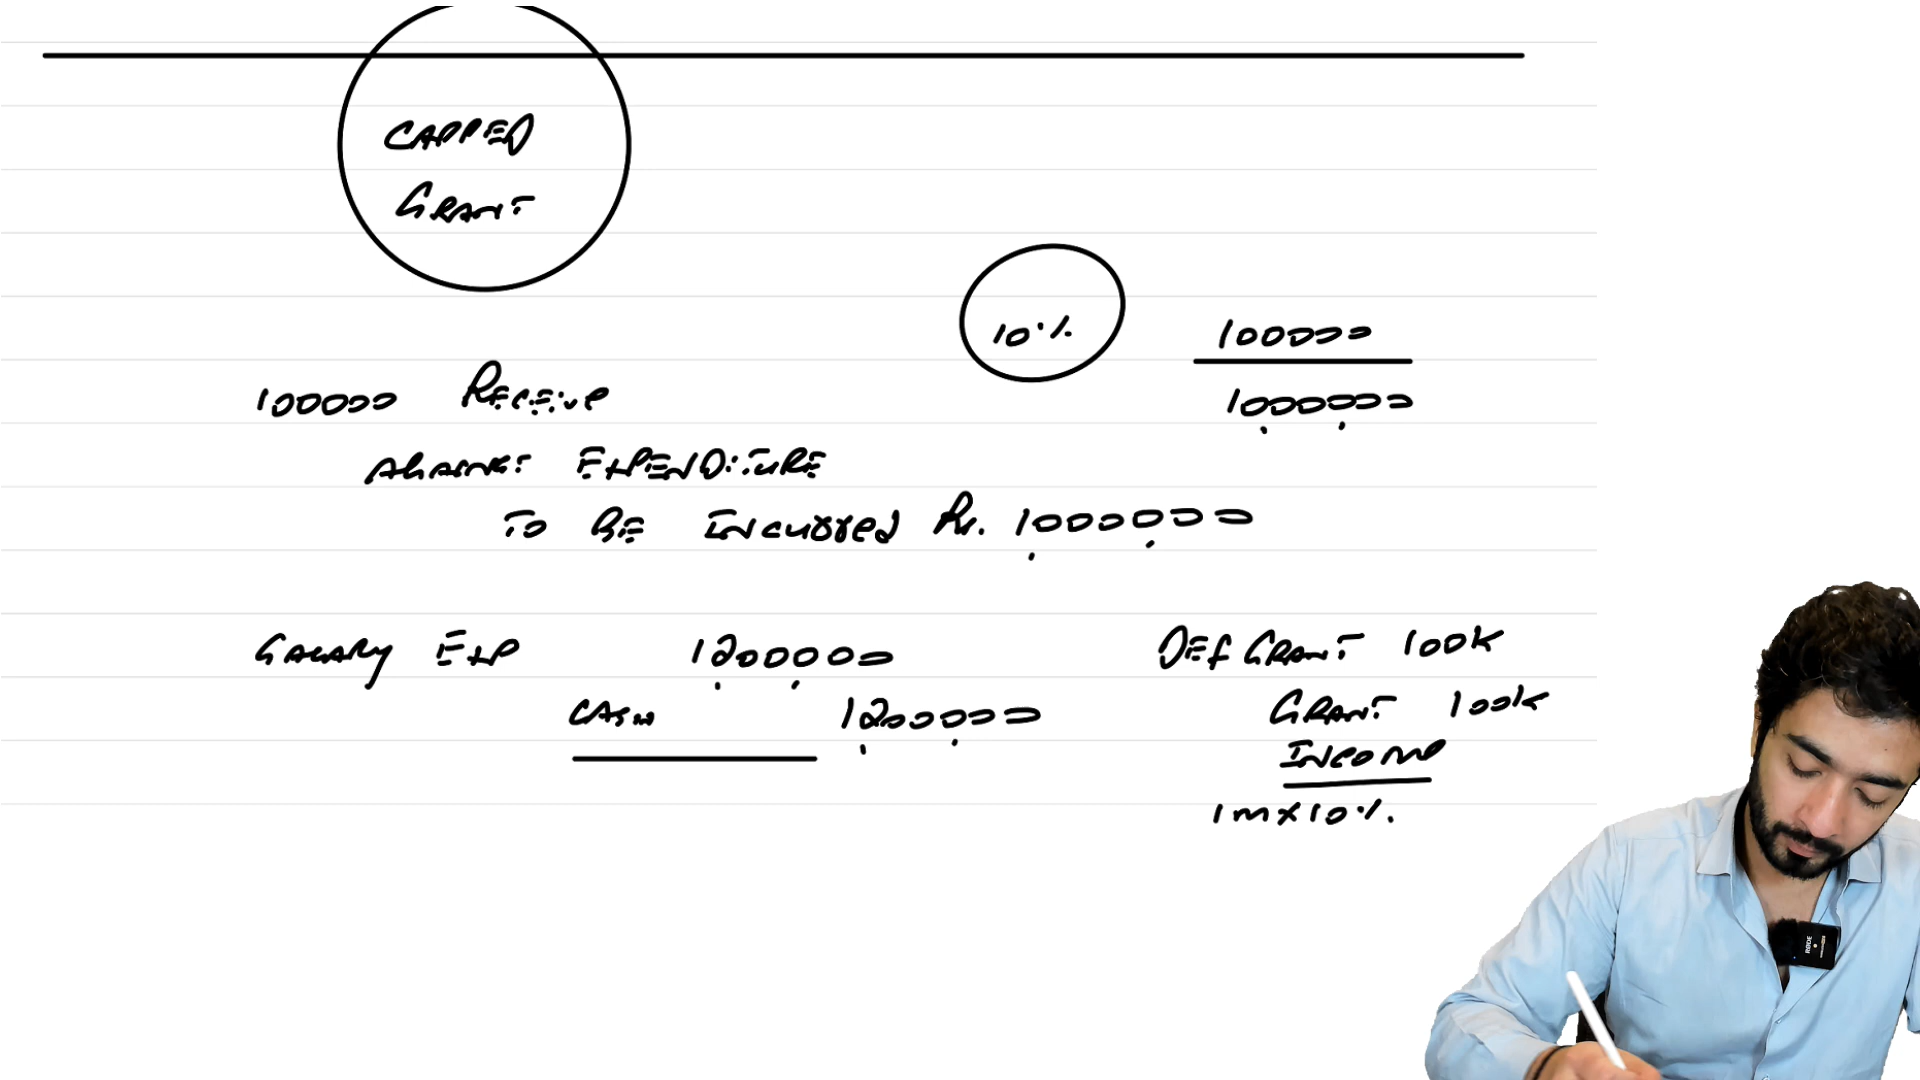 CAPPED
GRANT
10%
100000
1000000
100000 Receive
AGAINST EXPENDITURE
TO BE INCURRED Rs. 1000000
SALARY EXP 1200000
CASH 1200000
DEF GRANT 100K
GRANT 100k
INCOME
1m x 10%
RODE